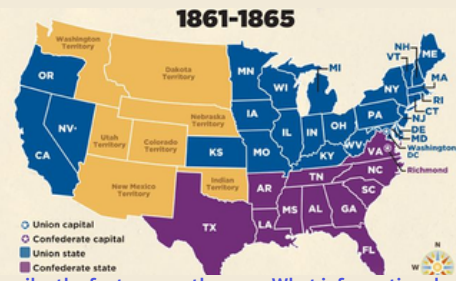 1861-1865
Washington
Territory
Dakota
Territory
Nebraska
Territory
Utah
Territory
Colorado
Territory
New Mexico
Territory
Indian
Territory
OR
CA
NV•
KS
TX
MN
WI
MI
IA
IL
IN
OH
MO
KY
WV
PA
NY
VT
NH
ME
MA
RI
CT
NJ
DE
MD
Washington
DC
VA
Richmond
NC
TN
SC
AR
MS
AL
GA
LA
FL
Union capital
Confederate capital
Union state
Confederate state
N
W